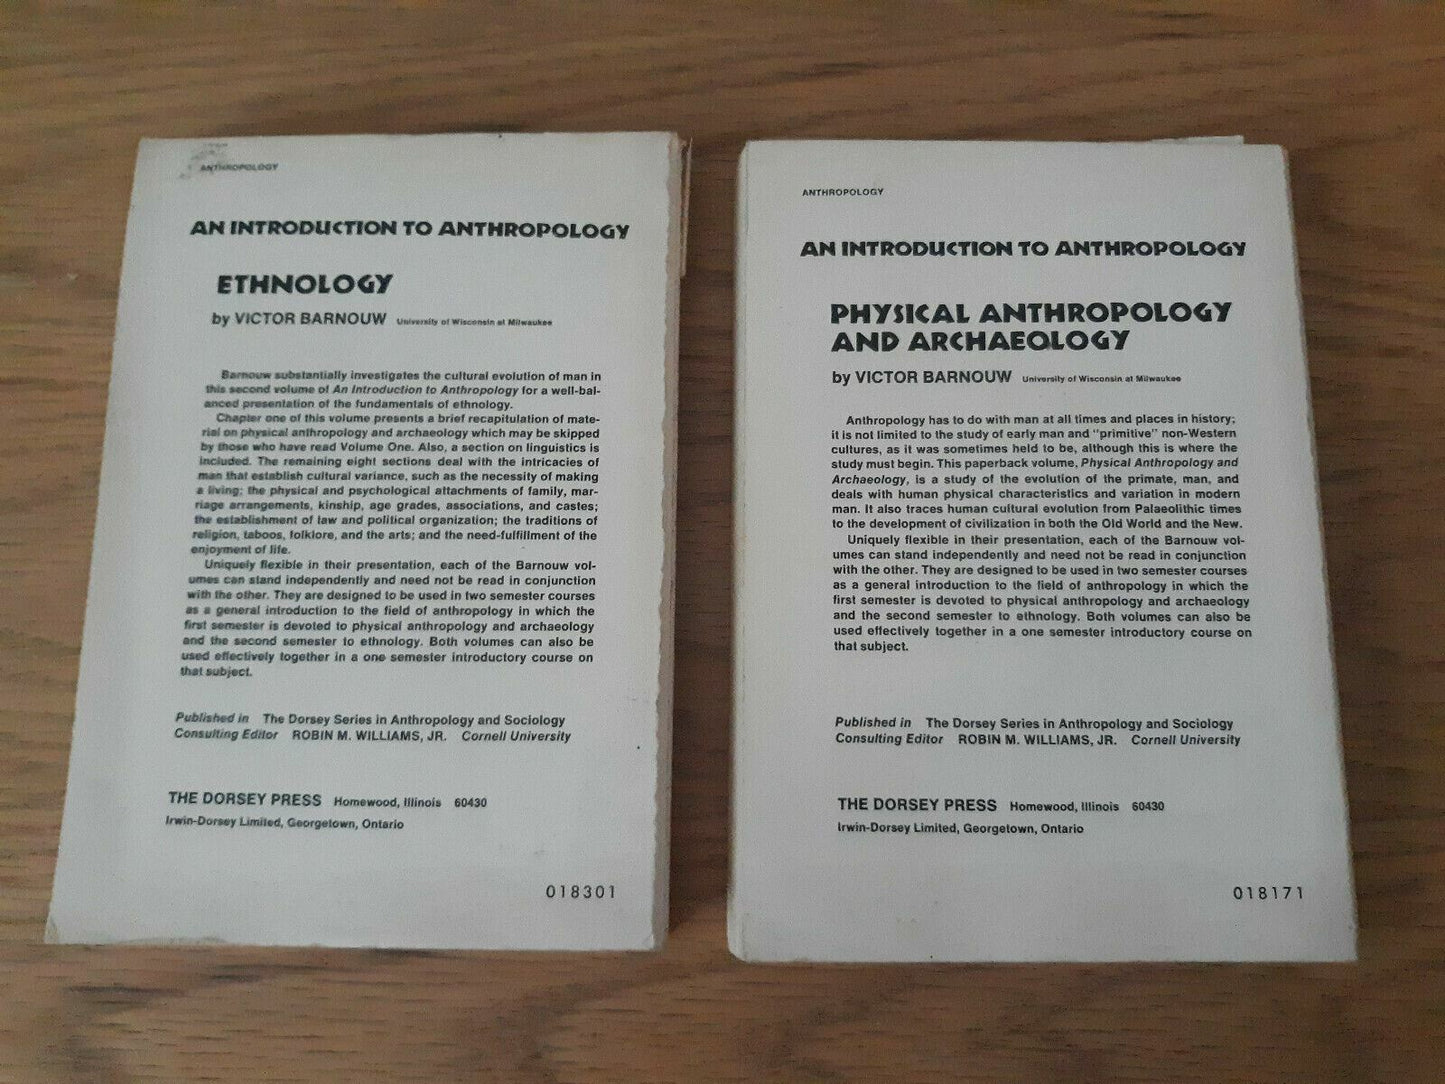 ANTHROPOLOGY
AN INTRODUCTION TO ANTHROPOLOGY
ETHNOLOGY
by VICTOR BARNOUW University of Wisconsin at Milwaukee
Barnouw substantially investigates the cultural evolution of man in
this second volume of An Introduction to Anthropology for a well-bal-
anced presentation of the fundamentals of ethnology.
Chapter one of this volume presents a brief recapitulation of mate-
rial on physical anthropology and archaeology which may be skipped
by those who have read Volume One. Also, a section on linguistics is
included. The remaining eight sections deal with the intricacies of
man that establish cultural variance, such as the necessity of making
a living; the physical and psychological attachments of family, mar-
riage arrangements, kinship, age grades, associations, and castes;
the establishment of law and political organization; the traditions of
religion, taboos, folklore, and the arts; and the need-fulfillment of the
enjoyment of life.
Uniquely flexible in their presentation, each of the Barnouw vol-
umes can stand independently and need not be read in conjunction
with the other. They are designed to be used in two semester courses
as a general introduction to the field of anthropology in which the
first semester is devoted to physical anthropology and archaeology
and the second semester to ethnology. Both volumes can also be
used effectively together in a one semester introductory course on
that subject.
Published in The Dorsey Series in Anthropology and Sociology
Consulting Editor ROBIN M. WILLIAMS, JR. Cornell University
THE DORSEY PRESS Homewood, Illinois 60430
Irwin-Dorsey Limited, Georgetown, Ontario
018301
ANTHROPOLOGY
AN INTRODUCTION TO ANTHROPOLOGY
PHYSICAL ANTHROPOLOGY
AND ARCHAEOLOGY
by VICTOR BARNOUW University of Wisconsin at Milwaukee
Anthropology has to do with man at all times and places in history;
it is not limited to the study of early man and "primitive" non-Western
cultures, as it was sometimes held to be, although this is where the
study must begin. This paperback volume, Physical Anthropology and
Archaeology, is a study of the evolution of the primate, man, and
deals with human physical characteristics and variation in modern
man. It also traces human cultural evolution from Palaeolithic times
to the development of civilization in both the Old World and the New.
Uniquely flexible in their presentation, each of the Barnouw vol-
umes can stand independently and need not be read in conjunction
with the other. They are designed to be used in two semester courses
as a general introduction to the field of anthropology in which the
first semester is devoted to physical anthropology and archaeology
and the second semester to ethnology. Both volumes can also be
used effectively together in a one semester introductory course on
that subject.
Published in The Dorsey Series in Anthropology and Sociology
Consulting Editor ROBIN M. WILLIAMS, JR. Cornell University
THE DORSEY PRESS Homewood, Illinois 60430
Irwin-Dorsey Limited, Georgetown, Ontario
018171